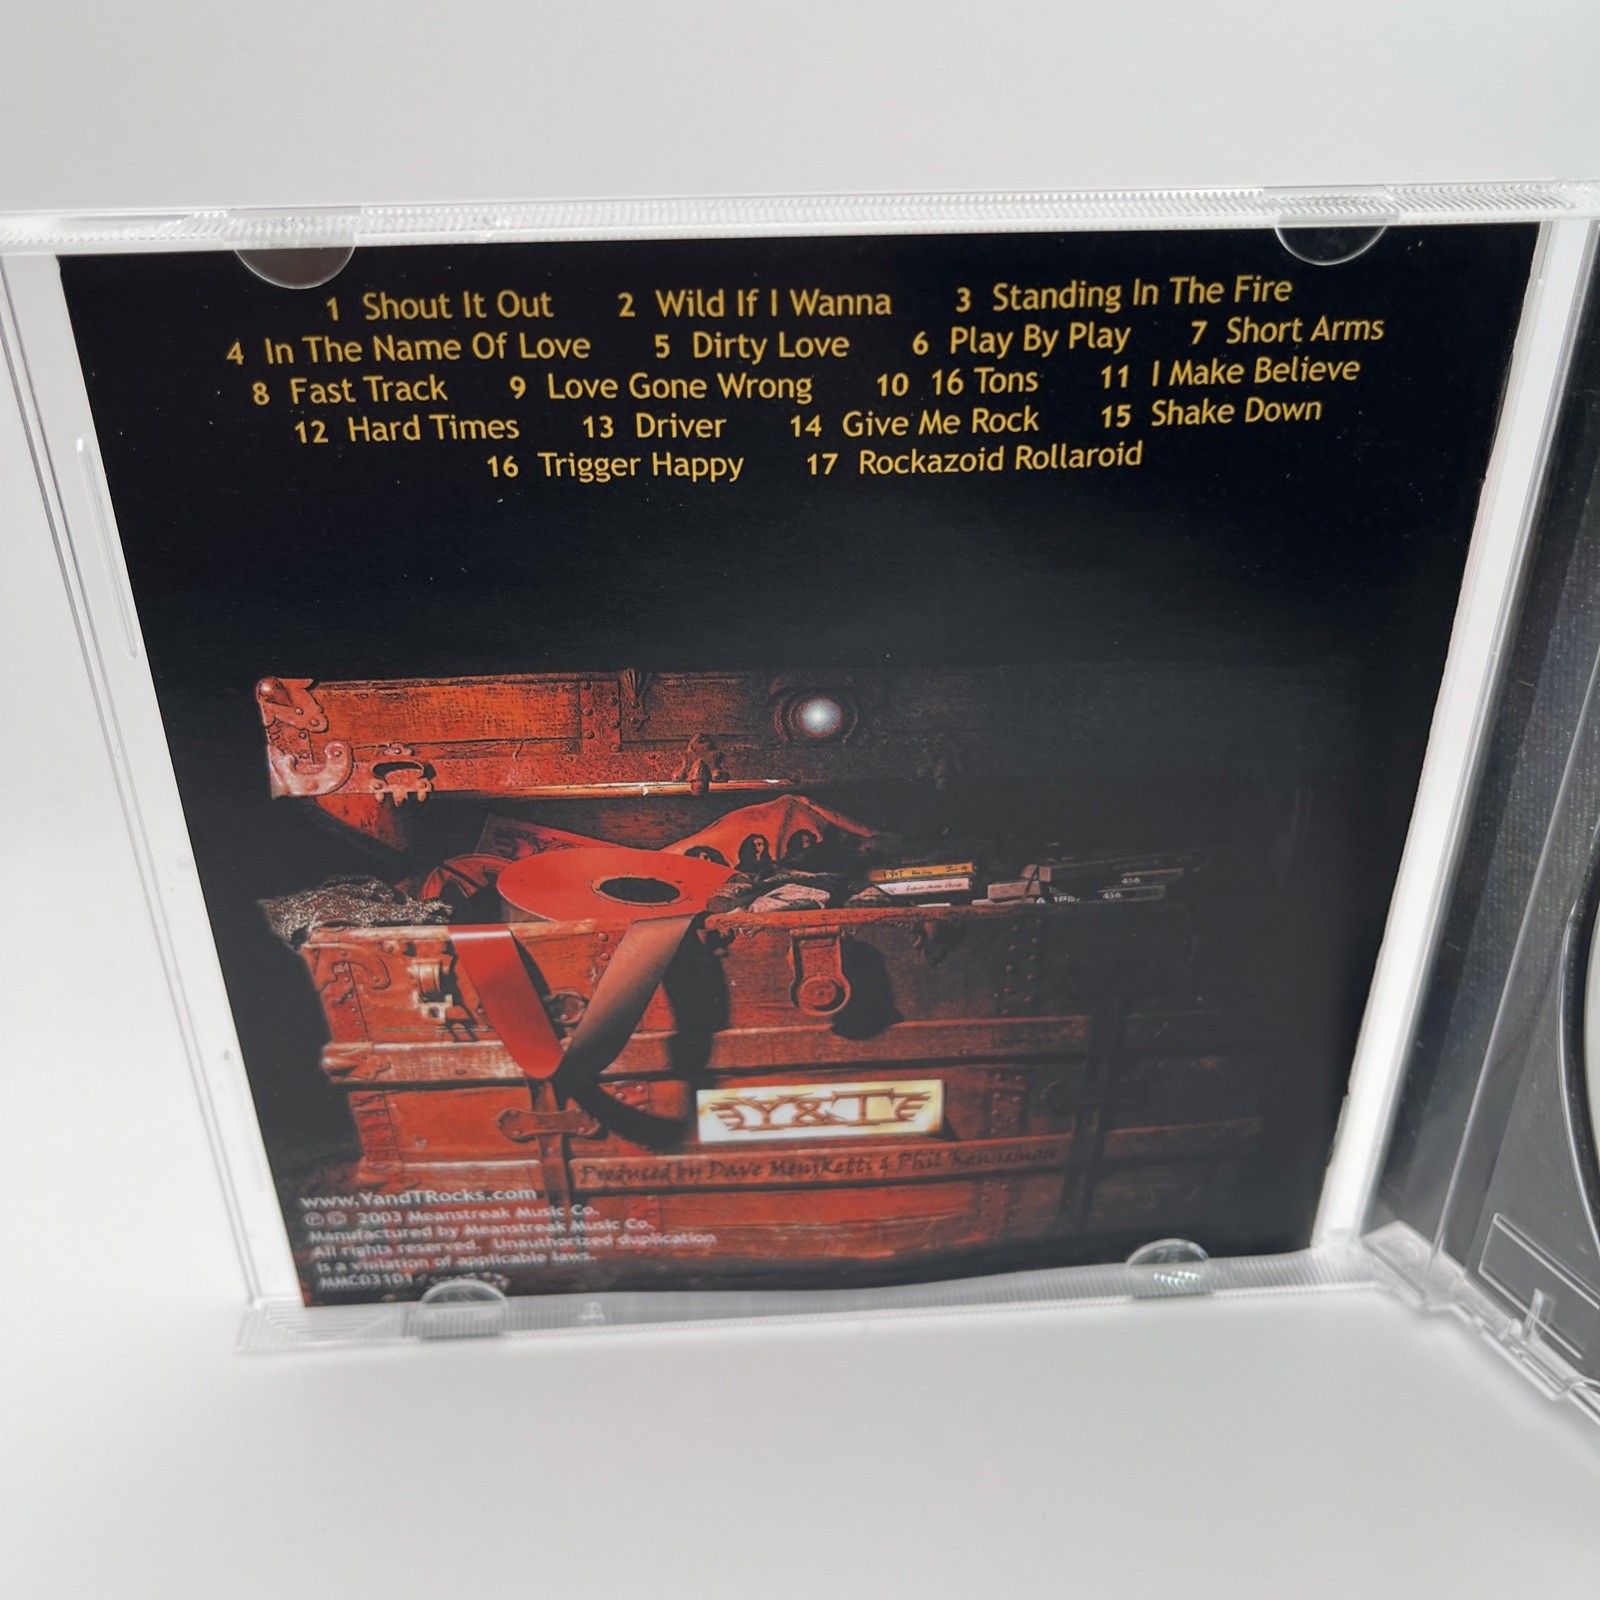 1 Shout It Out 2 Wild If I Wanna 3 Standing In The Fire
4 In The Name Of Love 5 Dirty Love 6 Play By Play 7 Short Arms
8 Fast Track 9 Love Gone Wrong 10 16 Tons 11 I Make Believe
12 Hard Times 13 Driver 14 Give Me Rock 15 Shake Down
16 Trigger Happy 17 Rockazoid Rollaroid
456
456
Y&T
Produced by Dave Meniketti & Phil Kennemore
www.YandTRocks.com
℗© 2003 Meanstreak Music Co.
Manufactured by Meanstreak Music Co.
All rights reserved. Unauthorized duplication
is a violation of applicable laws.
MMCD3101